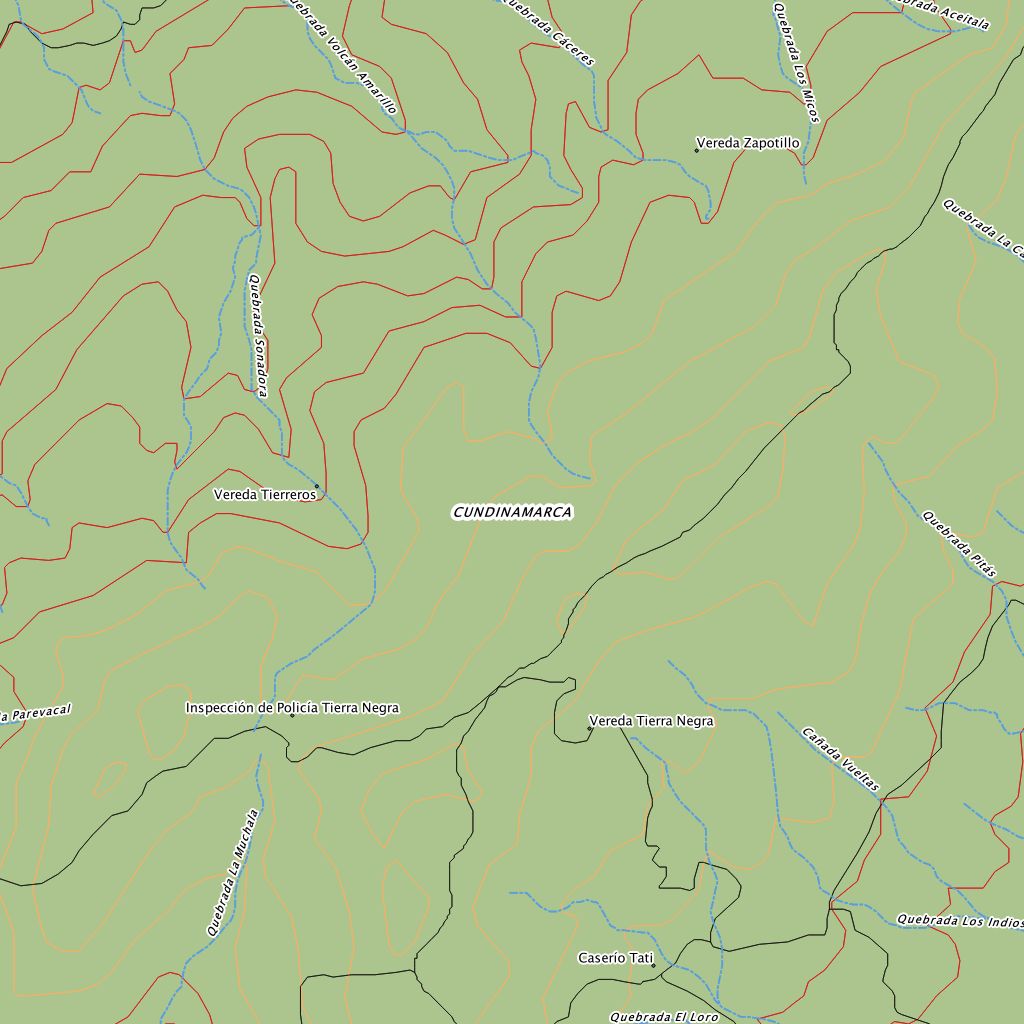 Quebrada Volcán Amarillo
Quebrada Cáceres
Quebrada Los Micos
Aceitala
Vereda Zapotillo
Quebrada La
Quebrada Sonadora
Vereda Tierreros
CUNDINAMARCA
Quebrada Pitás
Parevacal
Inspección de Policía Tierra Negra
Vereda Tierra Negra
Cañada Vueltas
Quebrada La Muchala
Quebrada Los Indios
Caserío Tati
Quebrada El Loro